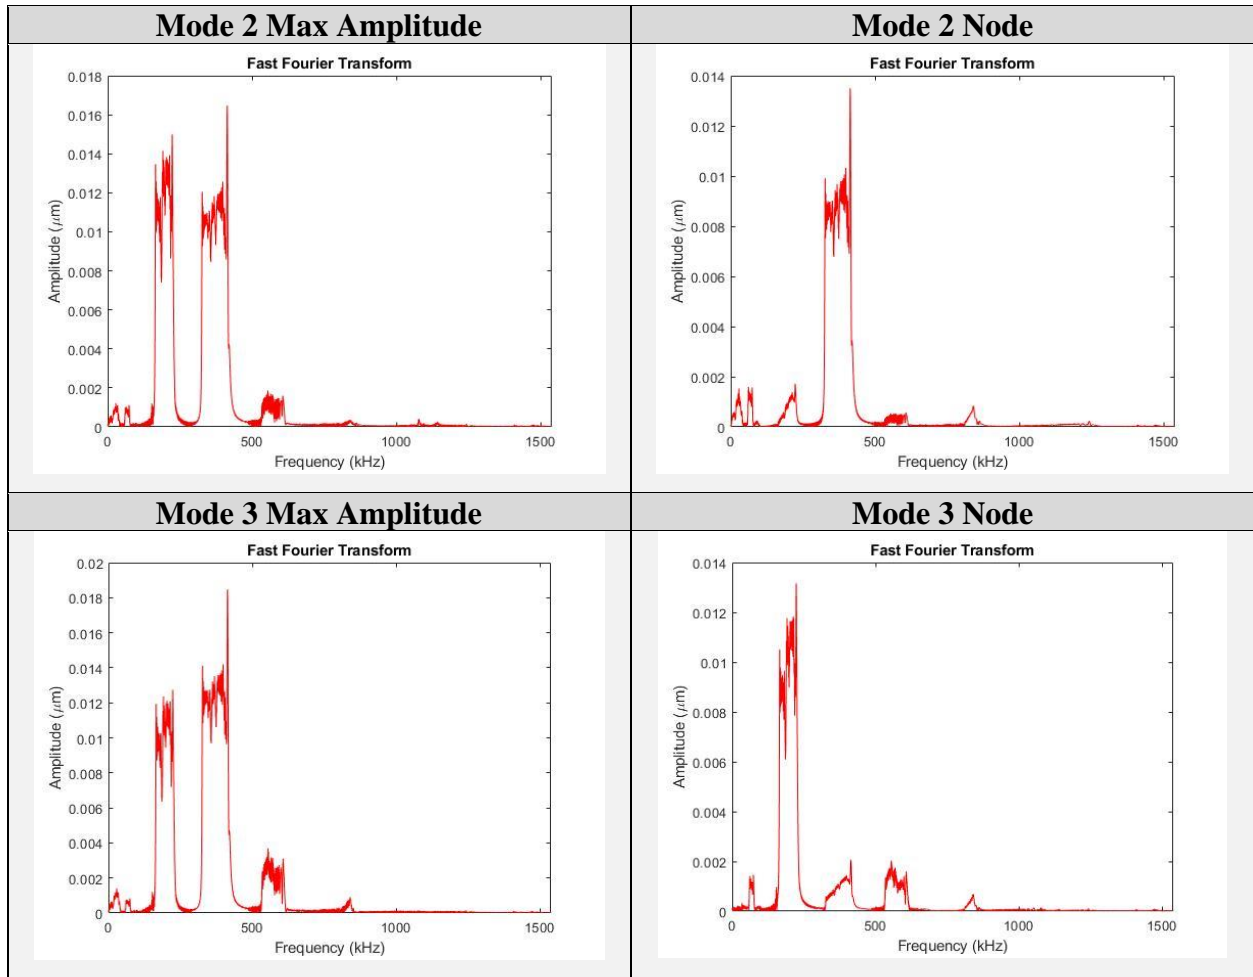 Mode 2 Max Amplitude
Fast Fourier Transform
0.018
0.016
0.014
0.012
0.01
0.008
0.006
0.004
0.002
0
Amplitude (μm)
0 500 1000 1500
Frequency (kHz)
Mode 2 Node
Fast Fourier Transform
0.014
0.012
0.01
0.008
0.006
0.004
0.002
0
Amplitude (μm)
0 500 1000 1500
Frequency (kHz)
Mode 3 Max Amplitude
Fast Fourier Transform
0.02
0.018
0.016
0.014
0.012
0.01
0.008
0.006
0.004
0.002
0
Amplitude (μm)
0 500 1000 1500
Frequency (kHz)
Mode 3 Node
Fast Fourier Transform
0.014
0.012
0.01
0.008
0.006
0.004
0.002
0
Amplitude (μm)
0 500 1000 1500
Frequency (kHz)